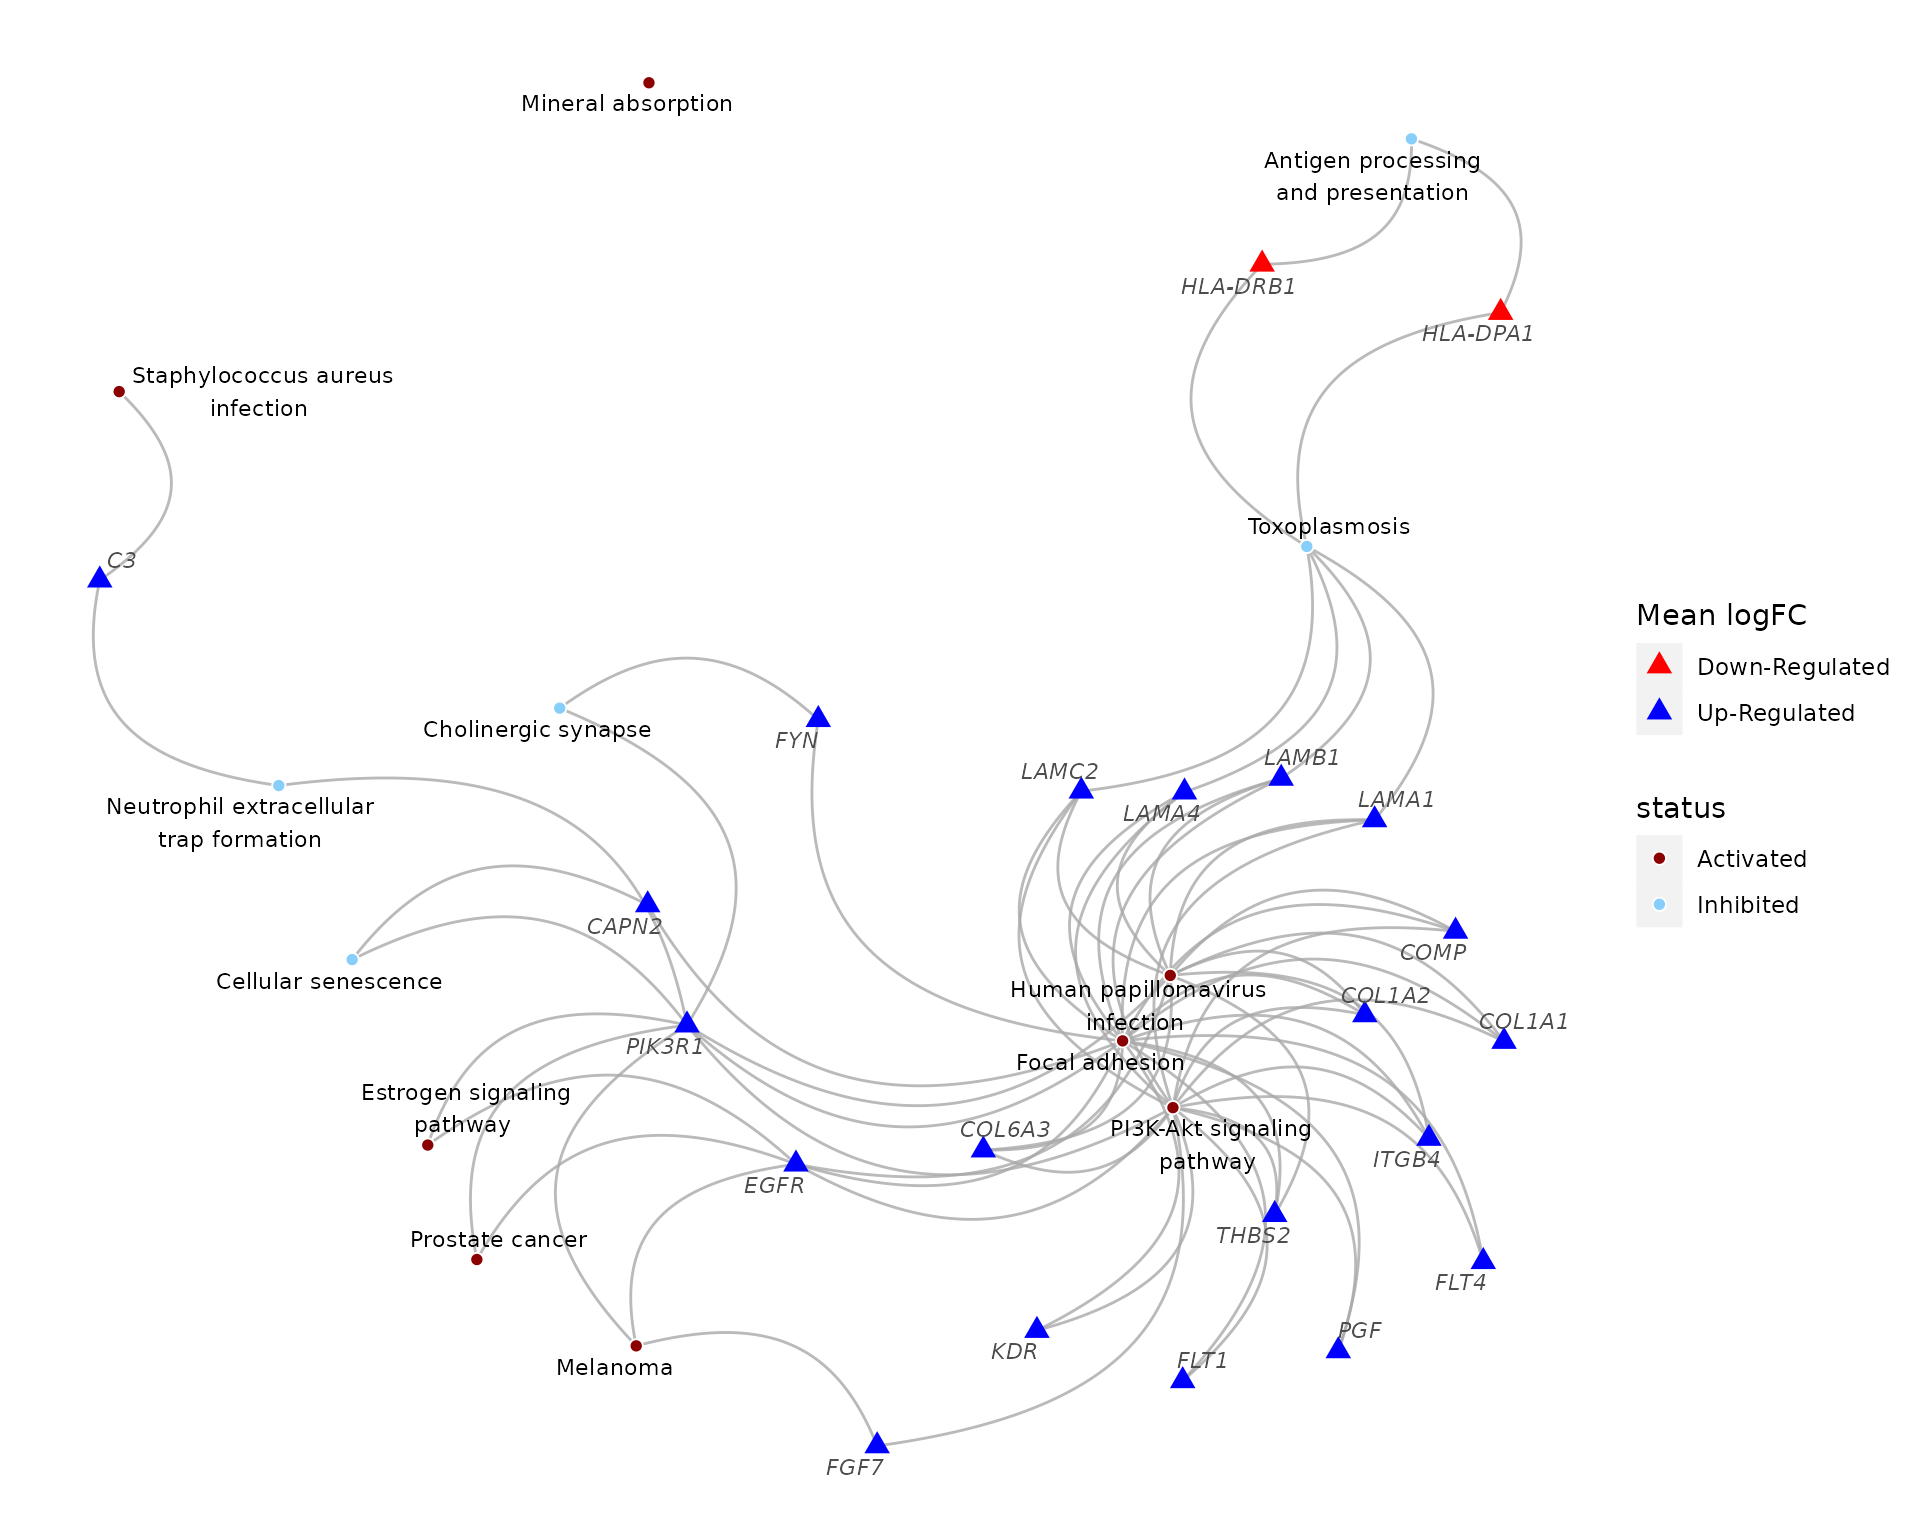 Mineral absorption
Antigen processing
and presentation
HLA-DRB1
HLA-DPA1
Staphylococcus aureus
infection
Toxoplasmosis
C3
Mean logFC
Down-Regulated
Up-Regulated
Cholinergic synapse
FYN
LAMC2
LAMA4
LAMB1
LAMA1
Neutrophil extracellular
trap formation
status
Activated
Inhibited
CAPN2
COMP
Cellular senescence
Human papillomavirus
infection
COL1A2
COL1A1
PIK3R1
Focal adhesion
Estrogen signaling
pathway
COL6A3
PI3K-Akt signaling
pathway
ITGB4
EGFR
THBS2
Prostate cancer
FLT4
KDR
FLT1
PGF
Melanoma
FGF7